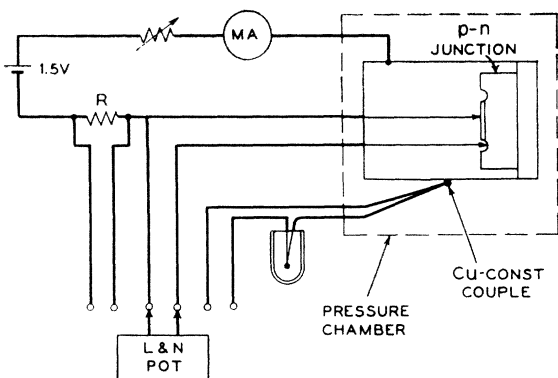 p-n
JUNCTION
MA
1.5V
R
Cu-CONST
COUPLE
PRESSURE
CHAMBER
L & N
POT